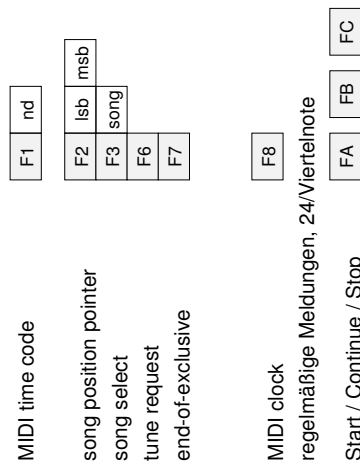 MIDI time code F1 nd
song position pointer F2 lsb msb
song select F3 song
tune request F6
end-of-exclusive F7
MIDI clock F8
regelmäßige Meldungen, 24/Viertelnote
Start / Continue / Stop FA FB FC